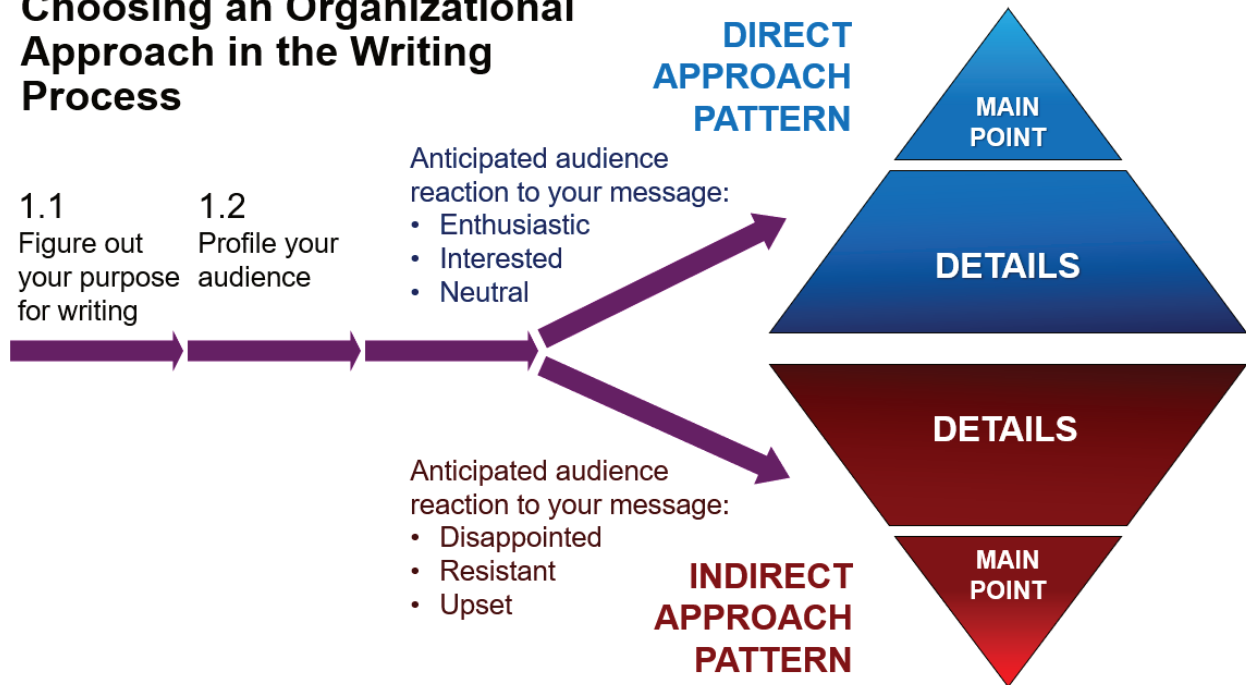 Choosing an Organizational
Approach in the Writing
Process
1.1
Figure out
your purpose
for writing
1.2
Profile your
audience
Anticipated audience
reaction to your message:
• Enthusiastic
• Interested
• Neutral
DIRECT
APPROACH
PATTERN
MAIN
POINT
DETAILS
Anticipated audience
reaction to your message:
• Disappointed
• Resistant
• Upset
INDIRECT
APPROACH
PATTERN
DETAILS
MAIN
POINT